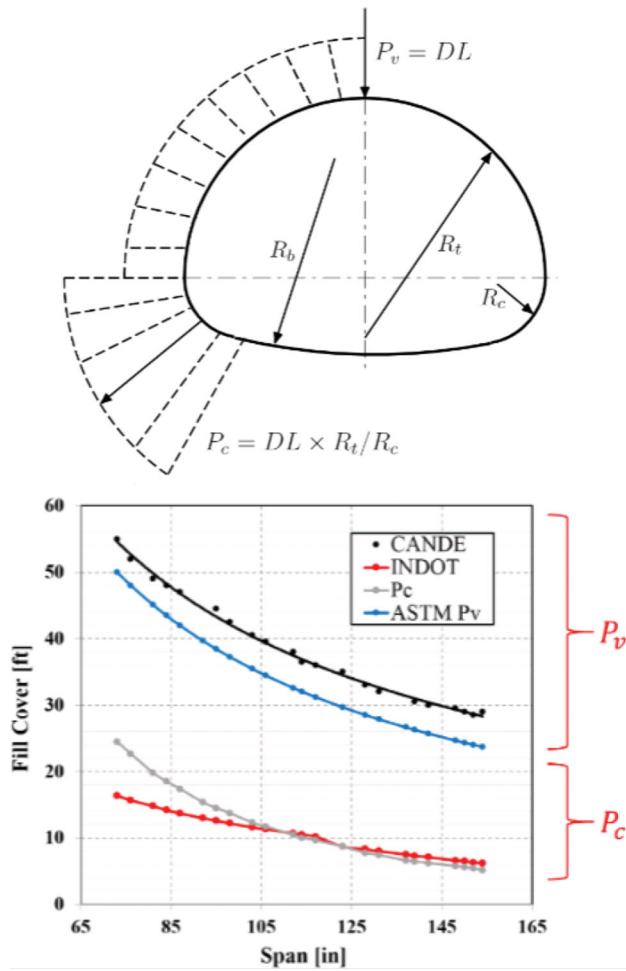 P_v = DL
R_b
R_t
R_c
P_c = DL × R_t/R_c
60
50
40
30
20
10
0
Fill Cover [ft]
CANDE
INDOT
Pc
ASTM Pv
P_v
P_c
65 85 105 125 145 165
Span [in]